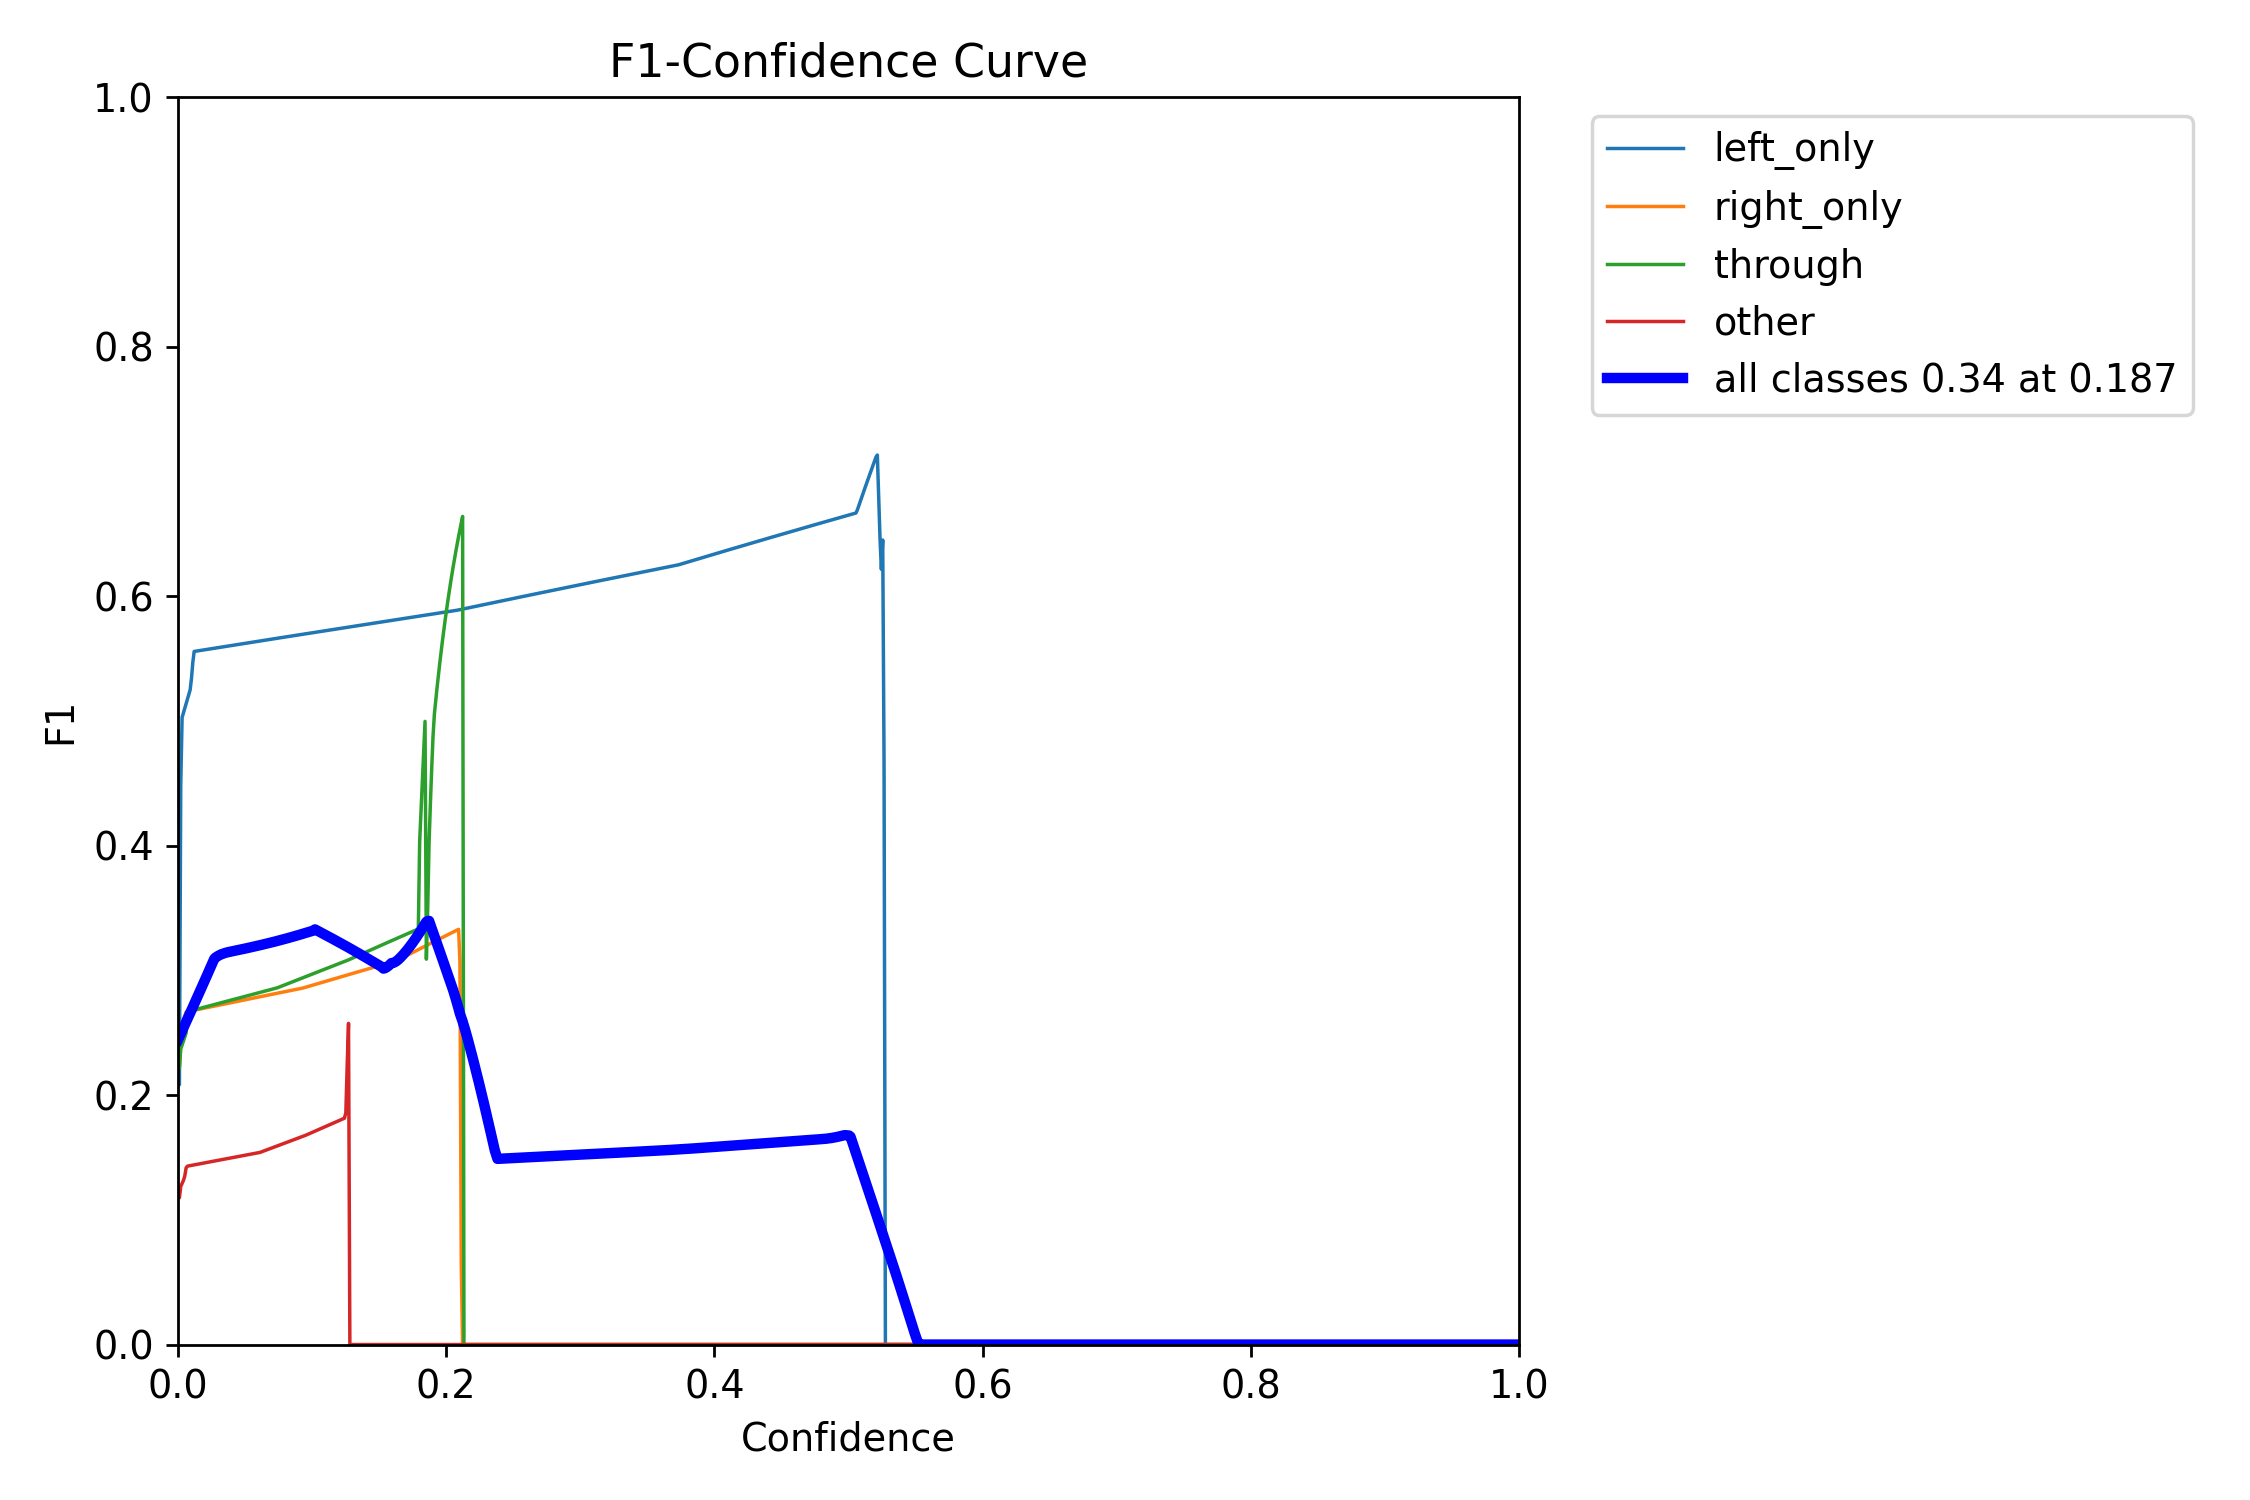 F1-Confidence Curve
1.0
0.8
0.6
0.4
0.2
0.0
F1
0.0 0.2 0.4 0.6 0.8 1.0
Confidence
left_only
right_only
through
other
all classes 0.34 at 0.187